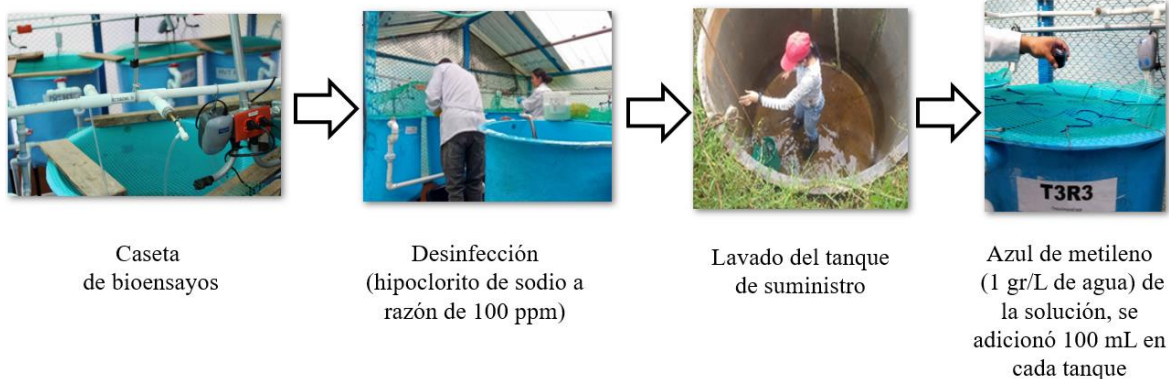 T3R3
Caseta
de bioensayos
Desinfección
(hipoclorito de sodio a
razón de 100 ppm)
Lavado del tanque
de suministro
Azul de metileno
(1 gr/L de agua) de
la solución, se
adicionó 100 mL en
cada tanque